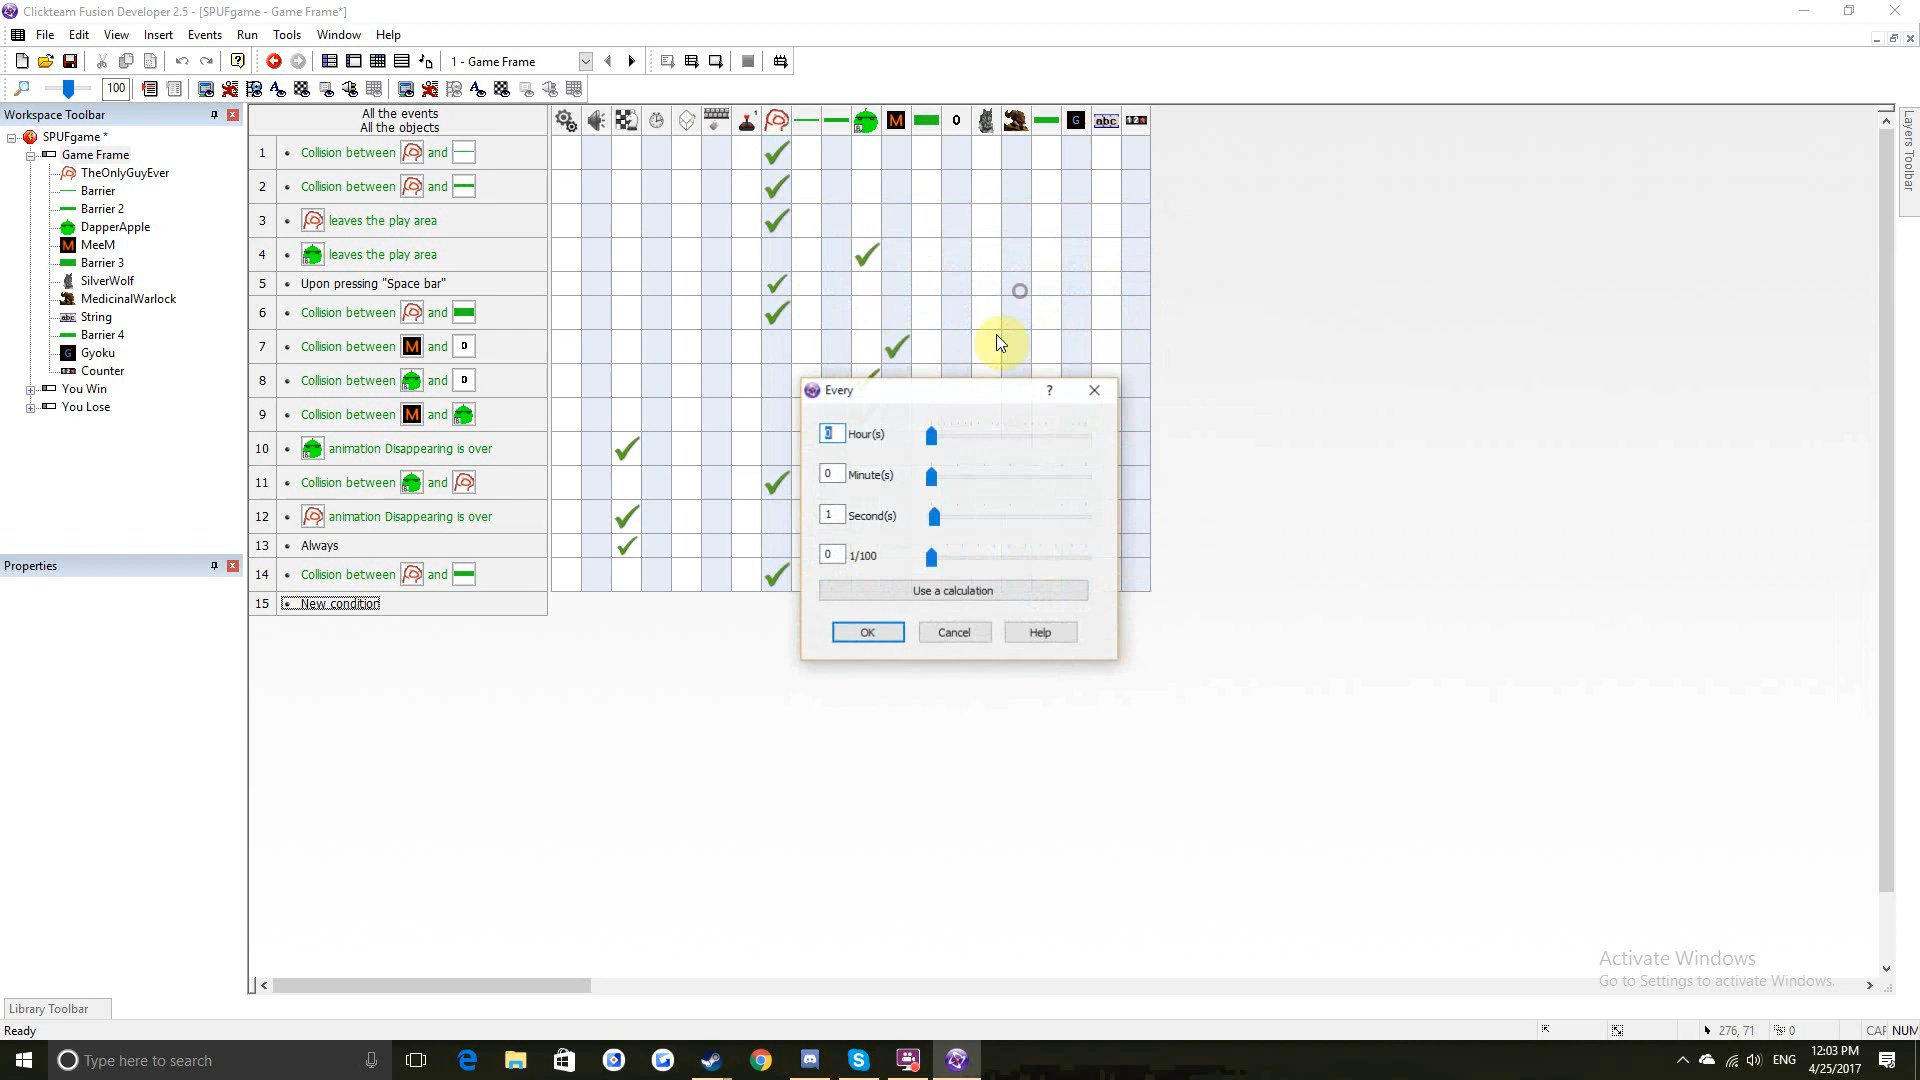 Clickteam Fusion Developer 2.5 - [SPUFgame - Game Frame*]
File Edit View Insert Events Run Tools Window Help
1 - Game Frame
100
Workspace Toolbar
SPUFgame *
Game Frame
TheOnlyGuyEver
Barrier
Barrier 2
DapperApple
MeeM
Barrier 3
SilverWolf
MedicinalWarlock
String
Barrier 4
Gyoku
Counter
You Win
You Lose
Properties
Library Toolbar
Layers Toolbar
All the events
All the objects
1 • Collision between and
2 • Collision between and
3 • leaves the play area
4 • leaves the play area
5 • Upon pressing "Space bar"
6 • Collision between and
7 • Collision between M and 0
8 • Collision between and 0
9 • Collision between M and
10 • animation Disappearing is over
11 • Collision between and
12 • animation Disappearing is over
13 • Always
14 • Collision between and
15 • New condition
Every
0 Hour(s)
0 Minute(s)
1 Second(s)
0 1/100
Use a calculation
OK Cancel Help
Activate Windows
Go to Settings to activate Windows.
Ready
276, 71 0 CAP NUM
Type here to search
ENG
12:03 PM
4/25/2017